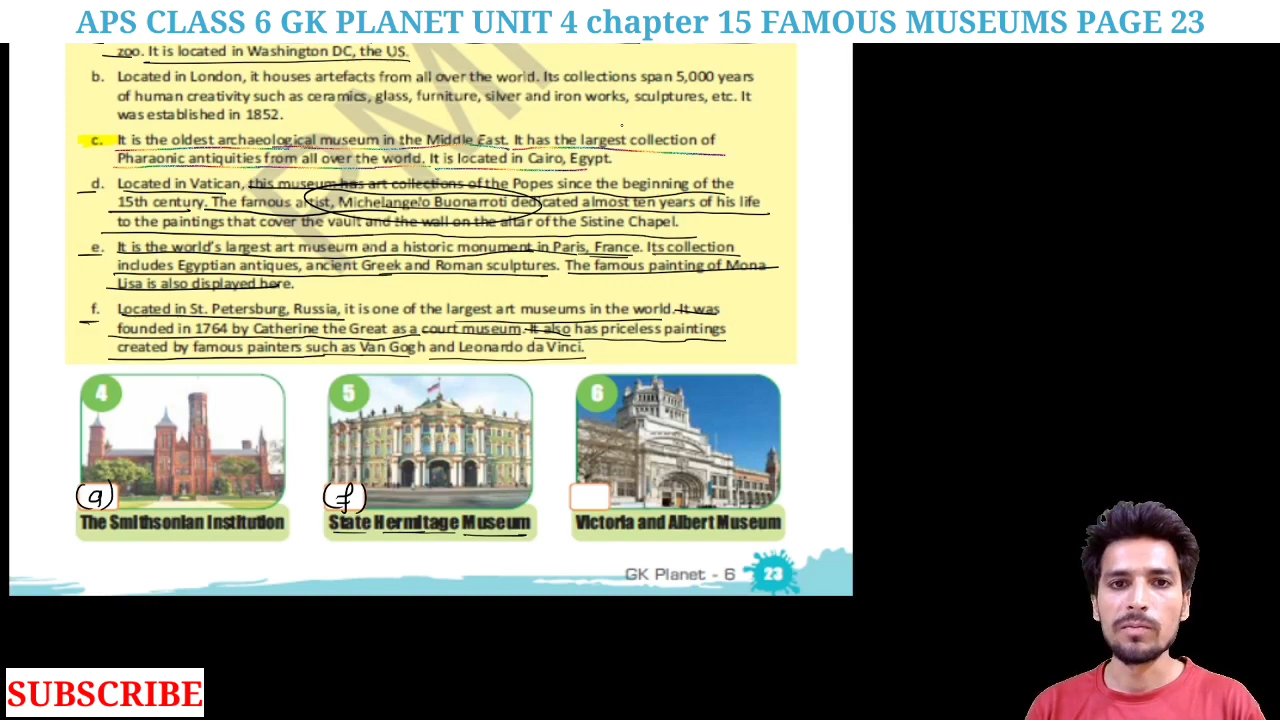 APS CLASS 6 GK PLANET UNIT 4 chapter 15 FAMOUS MUSEUMS PAGE 23
zoo. It is located in Washington DC, the US.
b. Located in London, it houses artefacts from all over the world. Its collections span 5,000 years
of human creativity such as ceramics, glass, furniture, silver and iron works, sculptures, etc. It
was established in 1852.
c. It is the oldest archaeological museum in the Middle East. It has the largest collection of
Pharaonic antiquities from all over the world. It is located in Cairo, Egypt.
d. Located in Vatican, this museum has art collections of the Popes since the beginning of the
15th century. The famous artist, Michelangelo Buonarroti dedicated almost ten years of his life
to the paintings that cover the vault and the wall on the altar of the Sistine Chapel.
e. It is the world's largest art museum and a historic monument in Paris, France. Its collection
includes Egyptian antiques, ancient Greek and Roman sculptures. The famous painting of Mona
Lisa is also displayed here.
f. Located in St. Petersburg, Russia, it is one of the largest art museums in the world. It was
founded in 1764 by Catherine the Great as a court museum. It also has priceless paintings
created by famous painters such as Van Gogh and Leonardo da Vinci.
4 5 6
(a) (f)
The Smithsonian Institution State Hermitage Museum Victoria and Albert Museum
GK Planet - 6 23
SUBSCRIBE